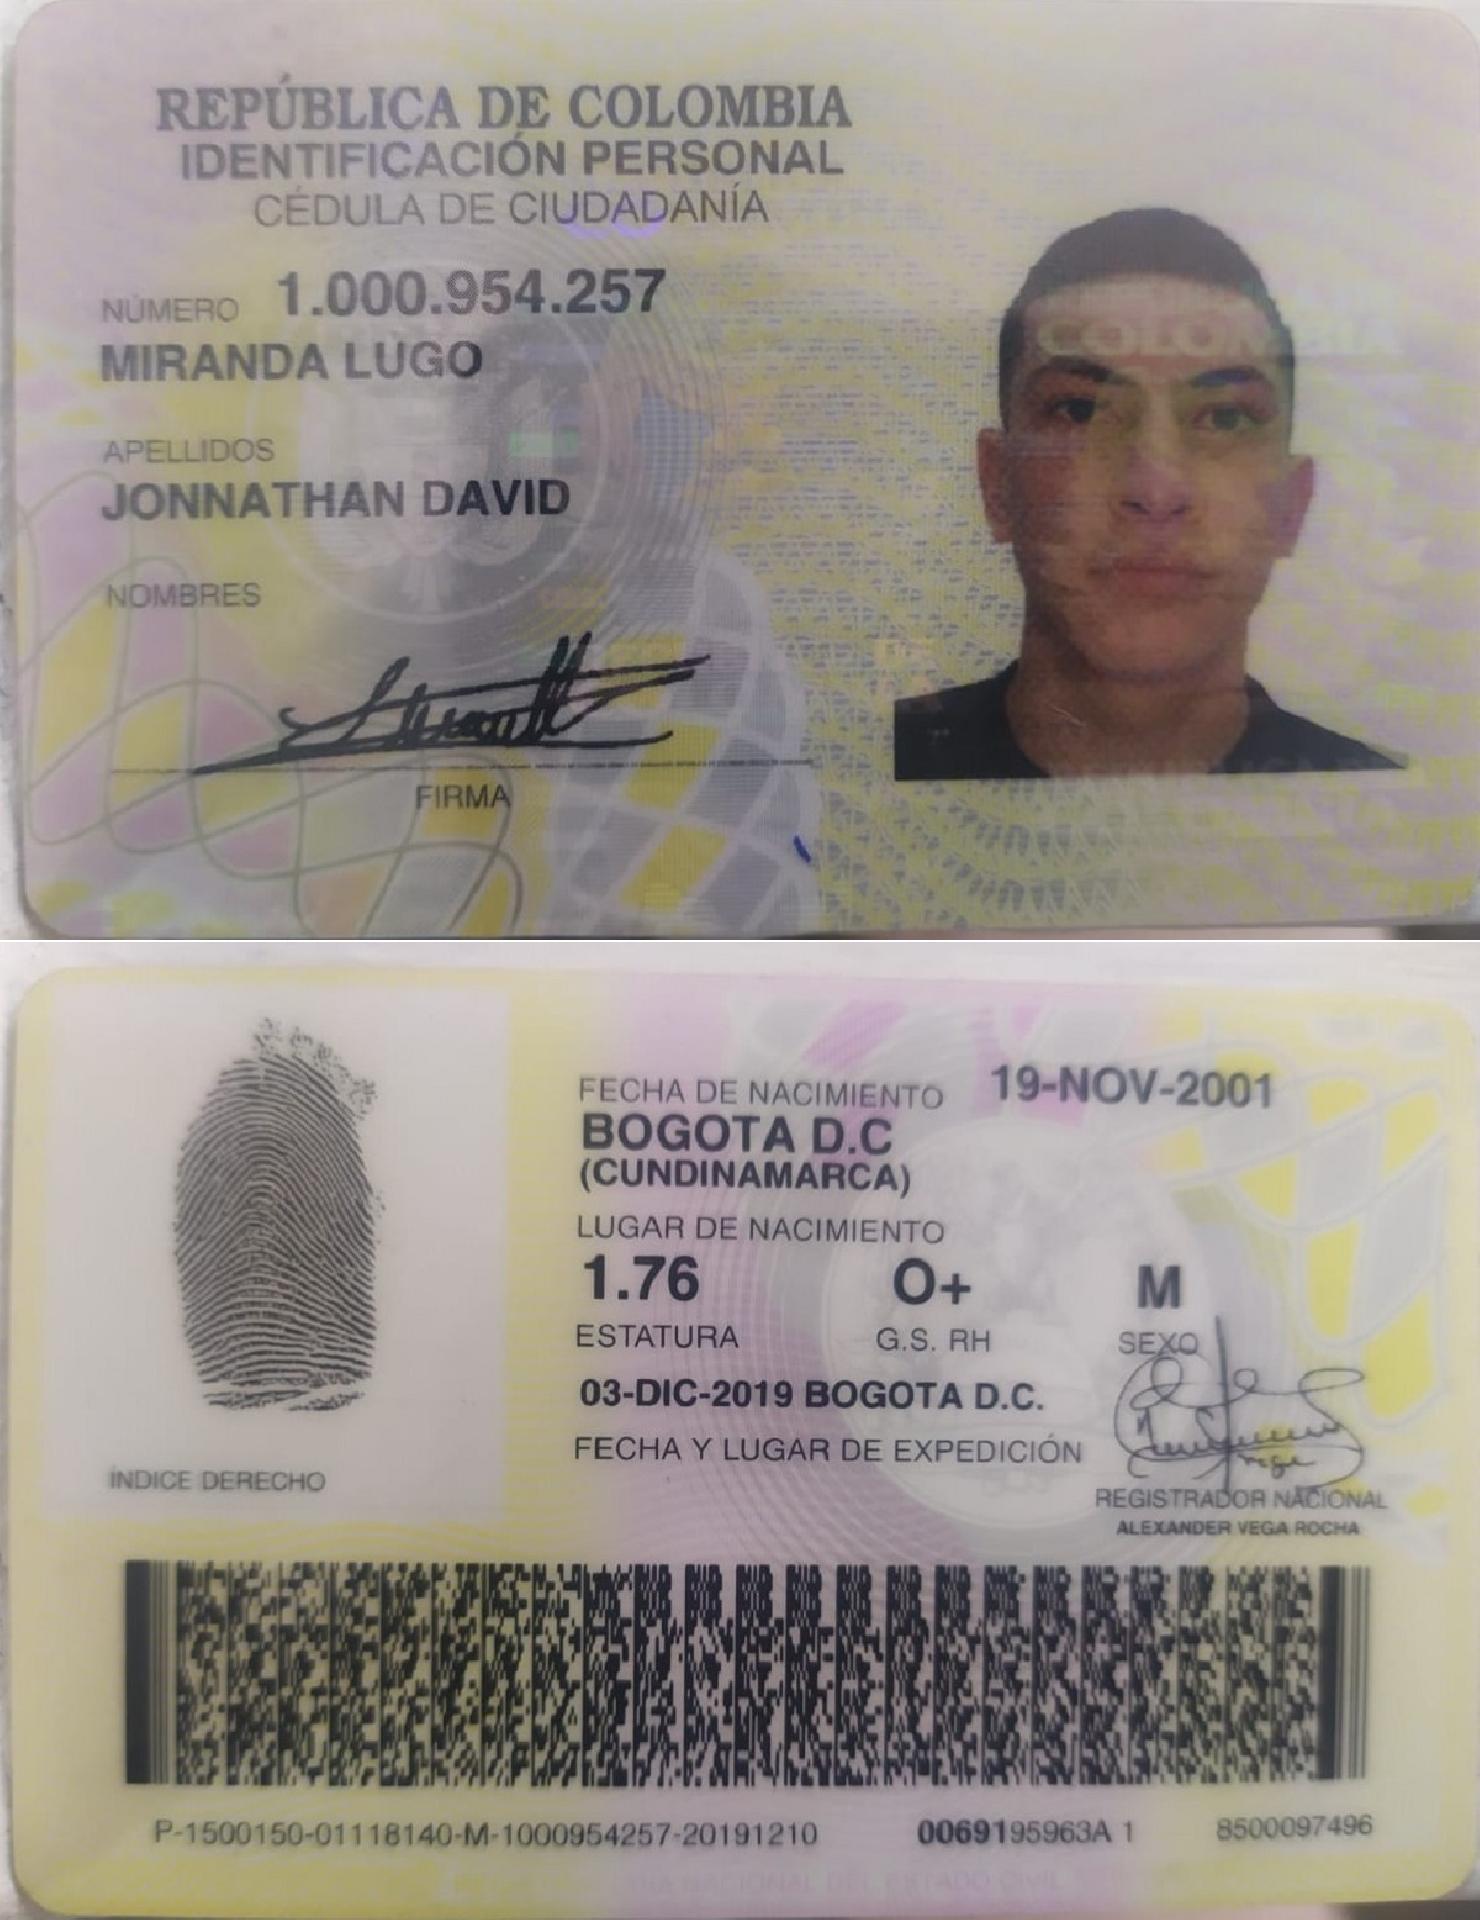 REPÚBLICA DE COLOMBIA
IDENTIFICACIÓN PERSONAL
CÉDULA DE CIUDADANÍA
NÚMERO 1.000.954.257
MIRANDA LUGO
APELLIDOS
JONNATHAN DAVID
NOMBRES
FIRMA
COLOMBIA
FECHA DE NACIMIENTO 19-NOV-2001
BOGOTA D.C
(CUNDINAMARCA)
LUGAR DE NACIMIENTO
1.76 O+ M
ESTATURA G.S. RH SEXO
03-DIC-2019 BOGOTA D.C.
FECHA Y LUGAR DE EXPEDICIÓN
ÍNDICE DERECHO
REGISTRADOR NACIONAL
ALEXANDER VEGA ROCHA
P-1500150-01118140-M-1000954257-20191210 0069195963A 1 8500097496